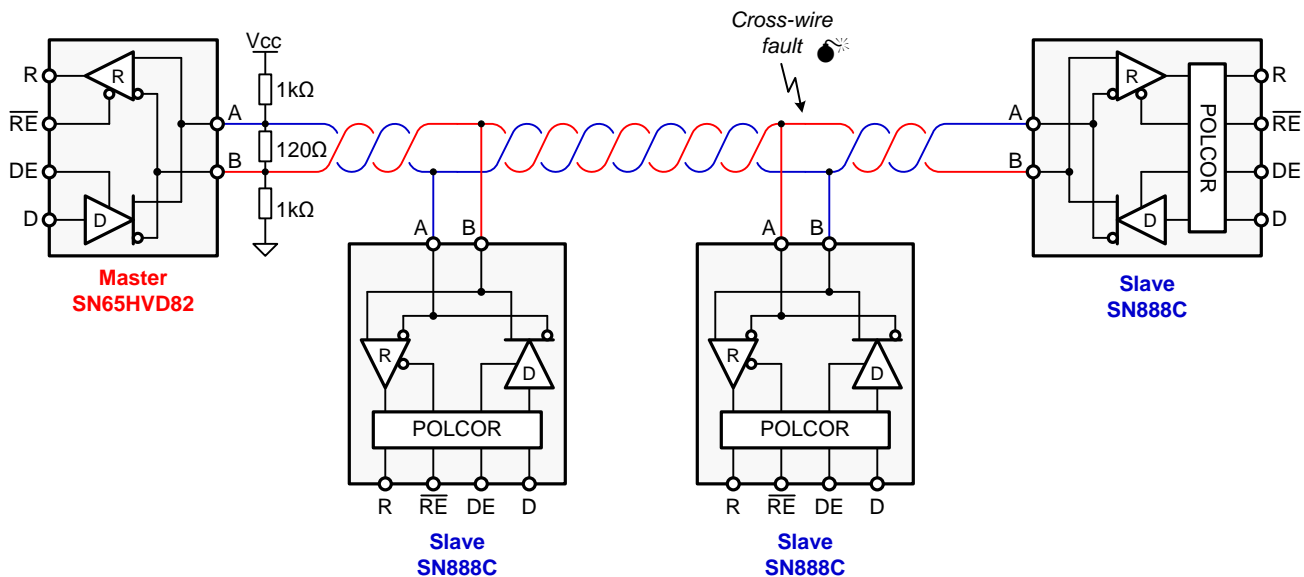 Cross-wire
fault
Vcc
R
R
1kΩ
RE
A
120Ω
DE
B
D
D
1kΩ
Master
SN65HVD82
A
B
R
POLCOR
R
RE
DE
D
D
Slave
SN888C
A
B
R
D
POLCOR
R
RE
DE
D
Slave
SN888C
A
B
R
D
POLCOR
R
RE
DE
D
Slave
SN888C